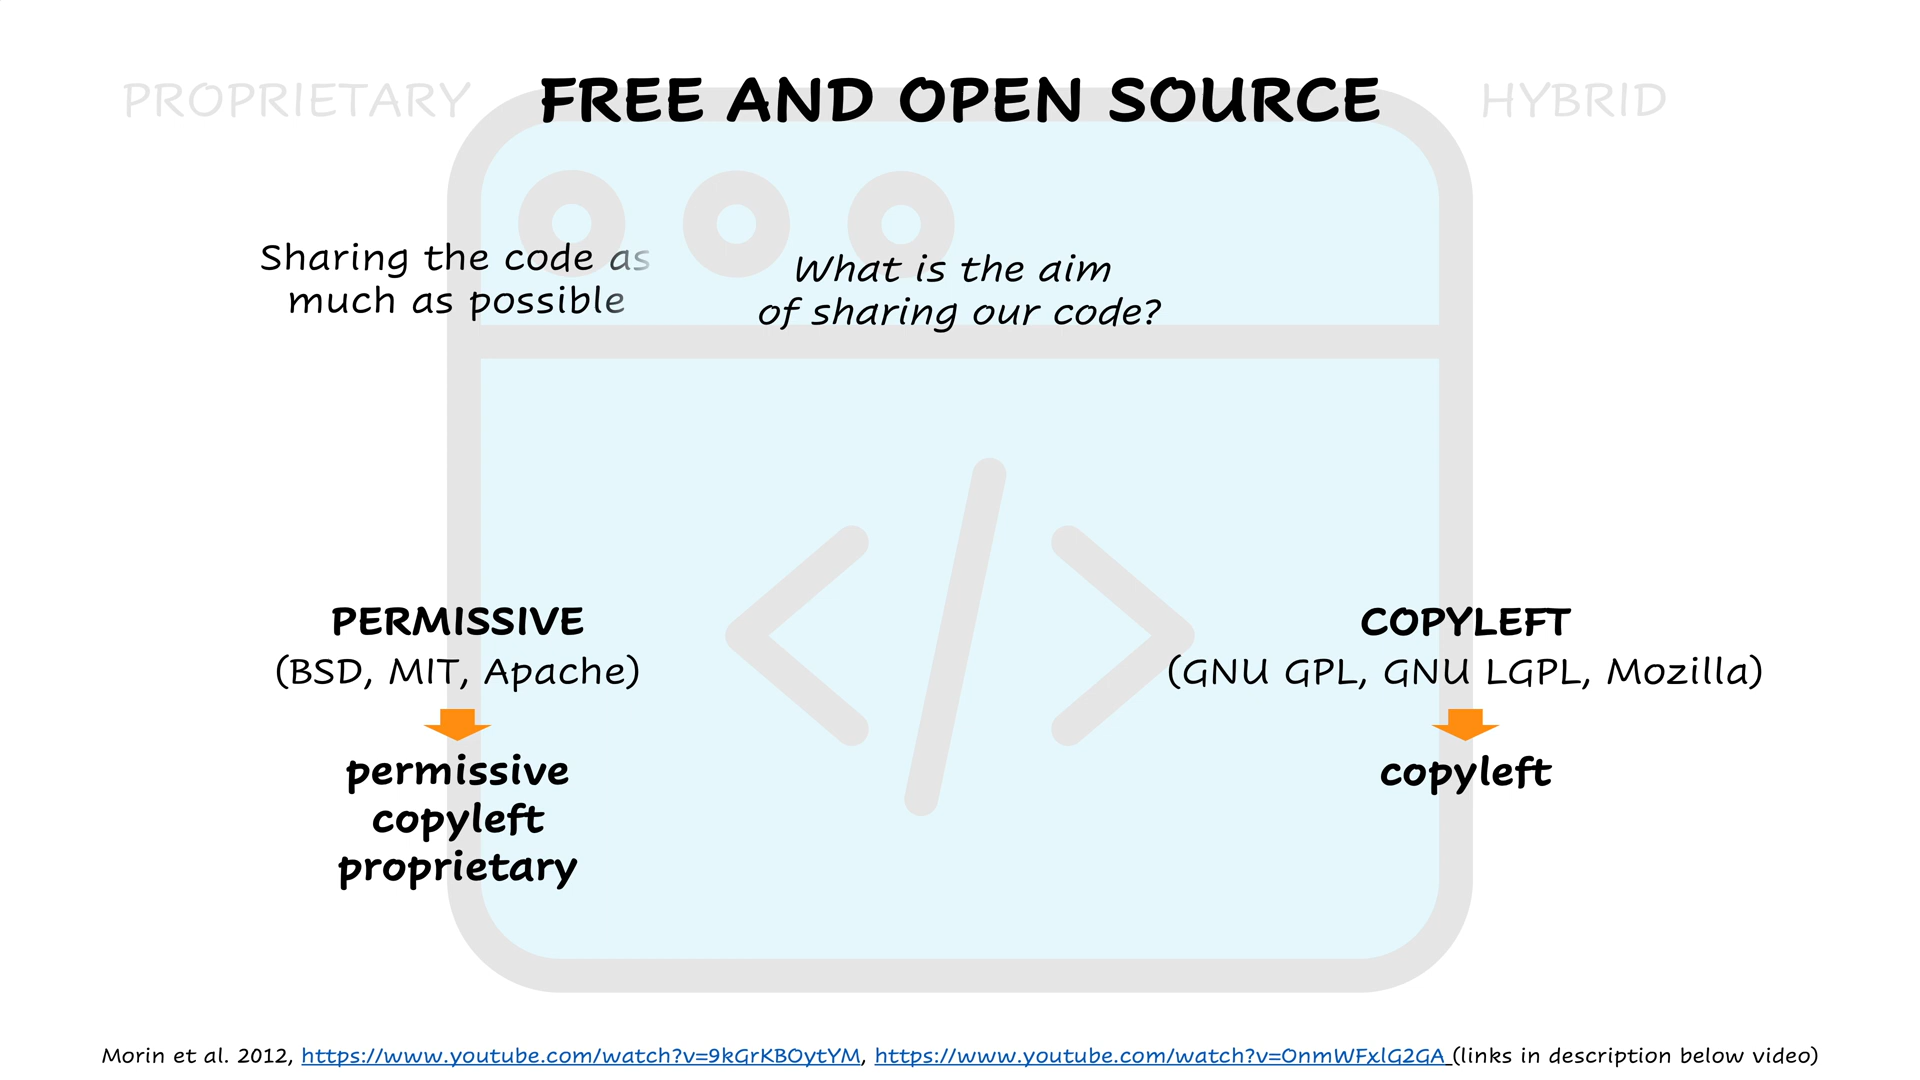 PROPRIETARY
FREE AND OPEN SOURCE
HYBRID
Sharing the code as
much as possible
What is the aim
of sharing our code?
PERMISSIVE
(BSD, MIT, Apache)
permissive
copyleft
proprietary
COPYLEFT
(GNU GPL, GNU LGPL, Mozilla)
copyleft
Morin et al. 2012, https://www.youtube.com/watch?v=9kGrKBOytYM, https://www.youtube.com/watch?v=OnmWFxlG2GA (links in description below video)